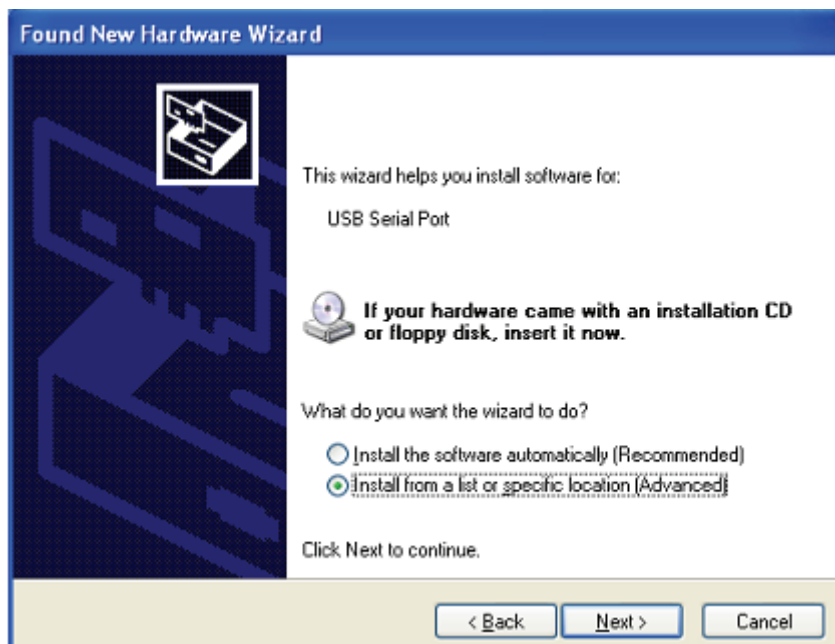 Found New Hardware Wizard
This wizard helps you install software for:
USB Serial Port
If your hardware came with an installation CD
or floppy disk, insert it now.
What do you want the wizard to do?
Install the software automatically (Recommended)
Install from a list or specific location (Advanced)
Click Next to continue.
< Back
Next >
Cancel